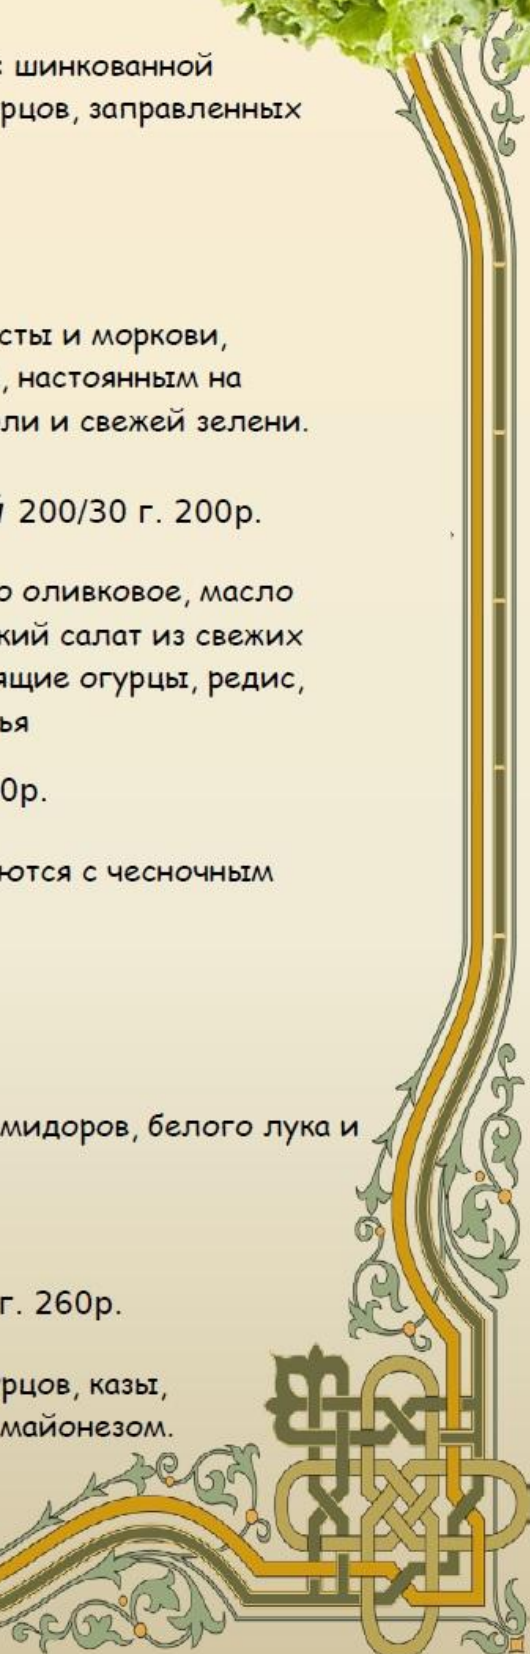 шинкованной
рцов, заправленных
сты и моркови,
, настоянным на
ли и свежей зелени.
200/30 г. 200р.
о оливковое, масло
кий салат из свежих
ящие огурцы, редис,
ья
0р.
ются с чесночным
мидоров, белого лука и
г. 260р.
рцов, казы,
майонезом.